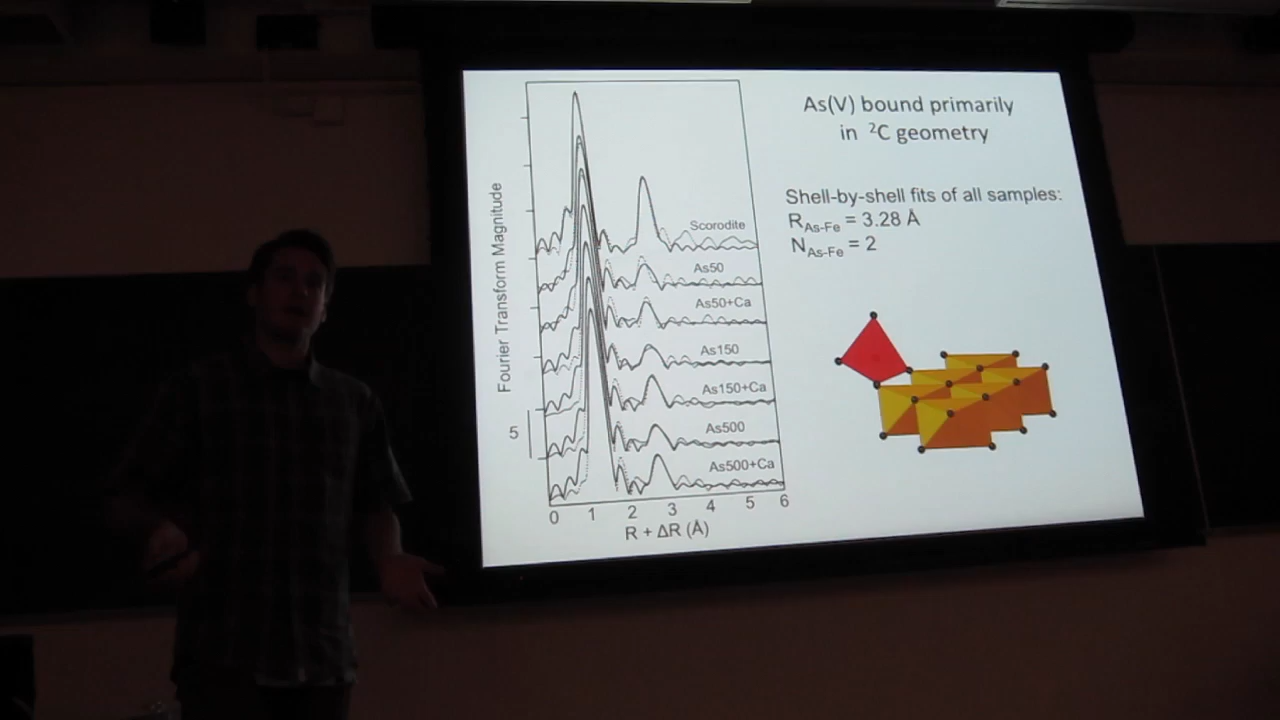 As(V) bound primarily
in ²C geometry
Shell-by-shell fits of all samples:
R_As-Fe = 3.28 Å
N_As-Fe = 2
Fourier Transform Magnitude
Scorodite
As50
As50+Ca
As150
As150+Ca
As500
As500+Ca
5
0 1 2 3 4 5 6
R + ΔR (Å)